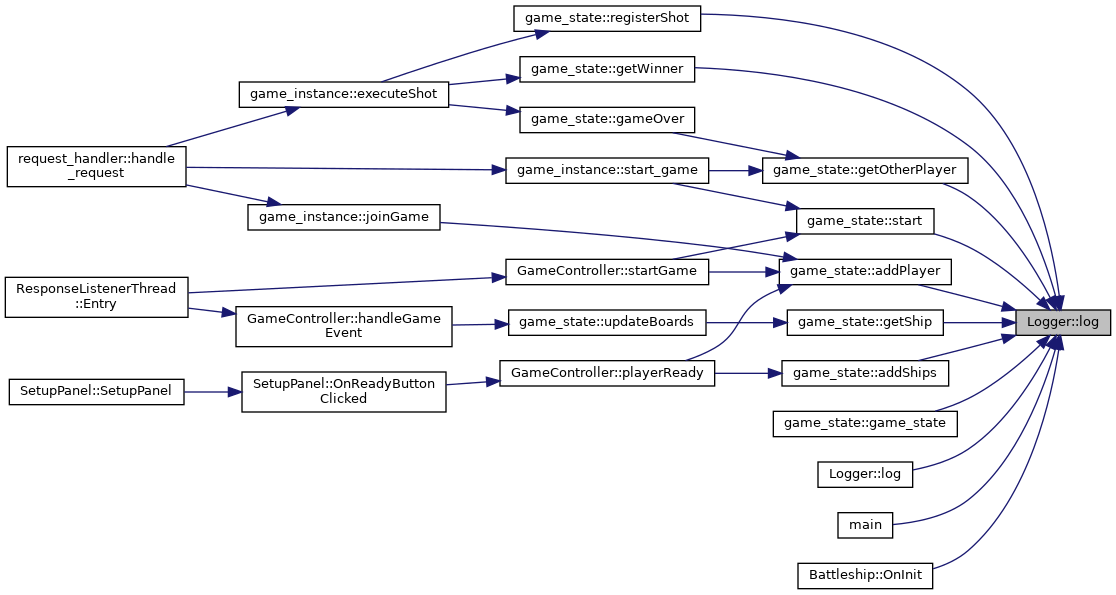 game_state::registerShot
game_state::getWinner
game_instance::executeShot
game_state::gameOver
request_handler::handle
_request
game_instance::start_game
game_state::getOtherPlayer
game_instance::joinGame
game_state::start
GameController::startGame
game_state::addPlayer
ResponseListenerThread
::Entry
GameController::handleGame
Event
game_state::updateBoards
game_state::getShip
Logger::log
SetupPanel::SetupPanel
SetupPanel::OnReadyButton
Clicked
GameController::playerReady
game_state::addShips
game_state::game_state
Logger::log
main
Battleship::OnInit